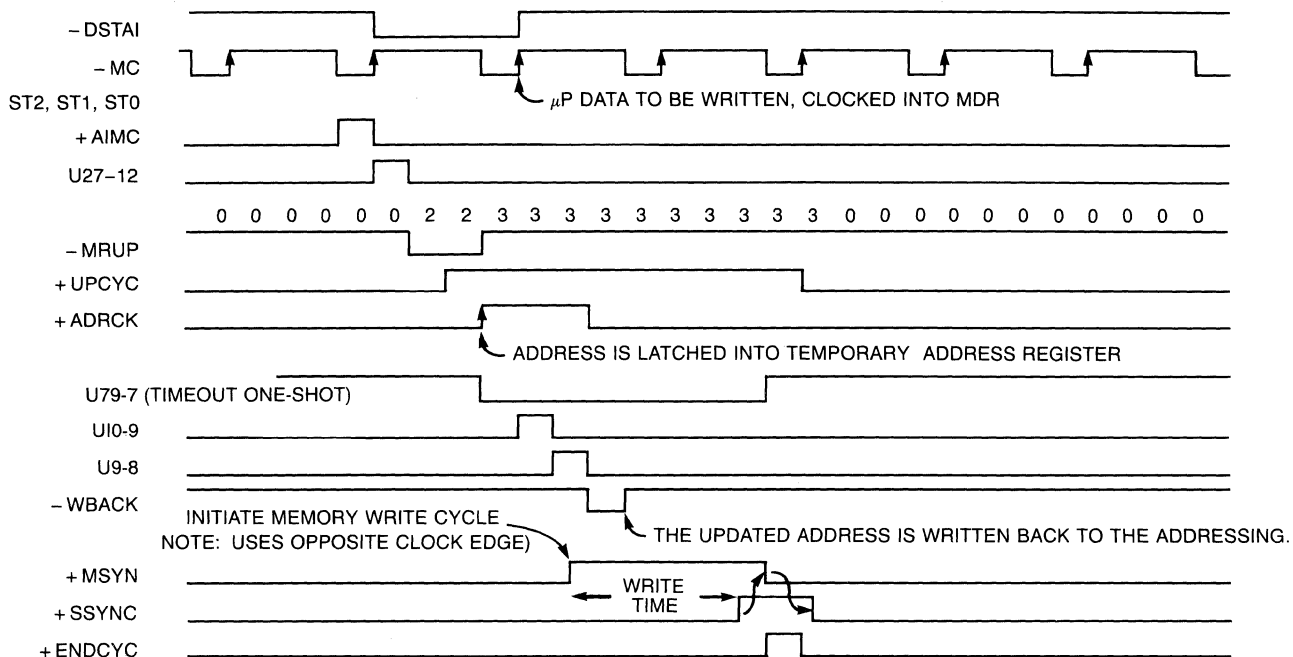 – DSTAI
– MC
μP DATA TO BE WRITTEN, CLOCKED INTO MDR
ST2, ST1, ST0
+ AIMC
U27–12
0 0 0 0 0 0 2 2 3 3 3 3 3 3 3 3 3 3 0 0 0 0 0 0 0 0 0 0 0
– MRUP
+ UPCYC
+ ADRCK
ADDRESS IS LATCHED INTO TEMPORARY ADDRESS REGISTER
U79-7 (TIMEOUT ONE-SHOT)
UI0-9
U9-8
– WBACK
INITIATE MEMORY WRITE CYCLE
NOTE: USES OPPOSITE CLOCK EDGE)
THE UPDATED ADDRESS IS WRITTEN BACK TO THE ADDRESSING.
+ MSYN
WRITE
TIME
+ SSYNC
+ ENDCYC